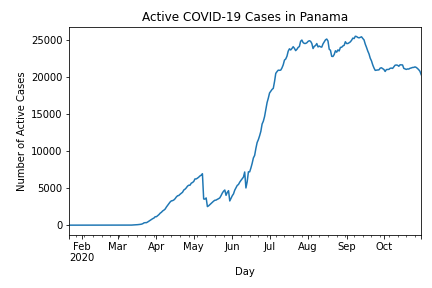 Active COVID-19 Cases in Panama
Number of Active Cases
25000
20000
15000
10000
5000
0
Feb Mar Apr May Jun Jul Aug Sep Oct
2020
Day